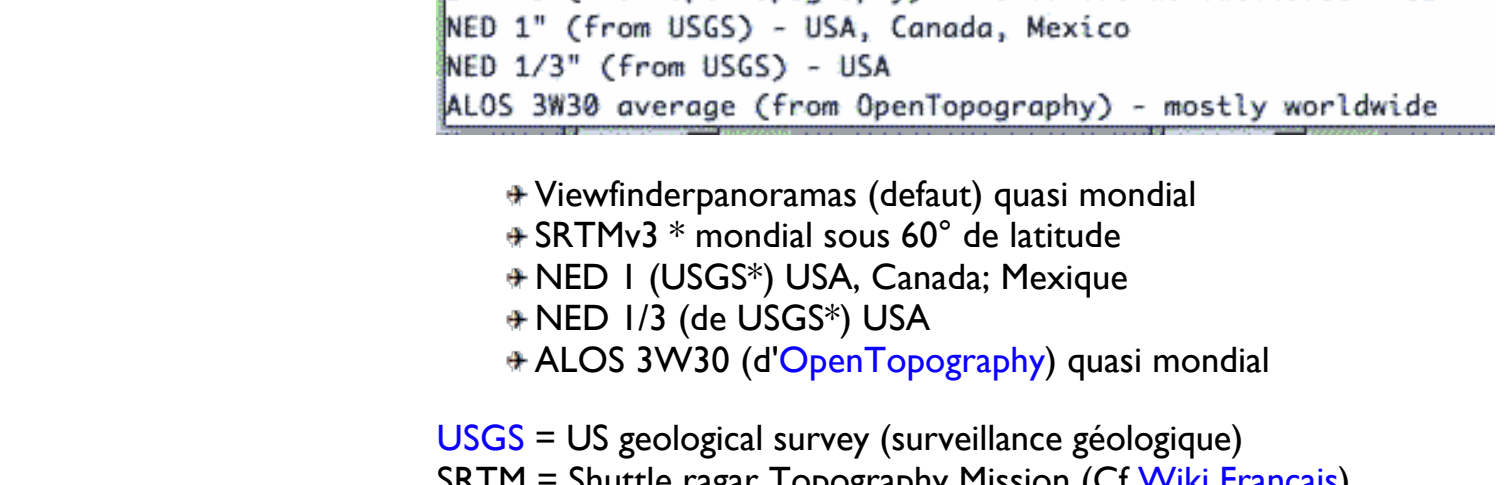 NED 1" (from USGS) - USA, Canada, Mexico
NED 1/3" (from USGS) - USA
ALOS 3W30 average (from OpenTopography) - mostly worldwide
Viewfinderpanoramas (defaut) quasi mondial
SRTMv3 * mondial sous 60° de latitude
NED 1 (USGS*) USA, Canada; Mexique
NED 1/3 (de USGS*) USA
ALOS 3W30 (d'OpenTopography) quasi mondial
USGS = US geological survey (surveillance géologique)
SRTM = Shuttle ragar Topography Mission (Cf Wiki Français)